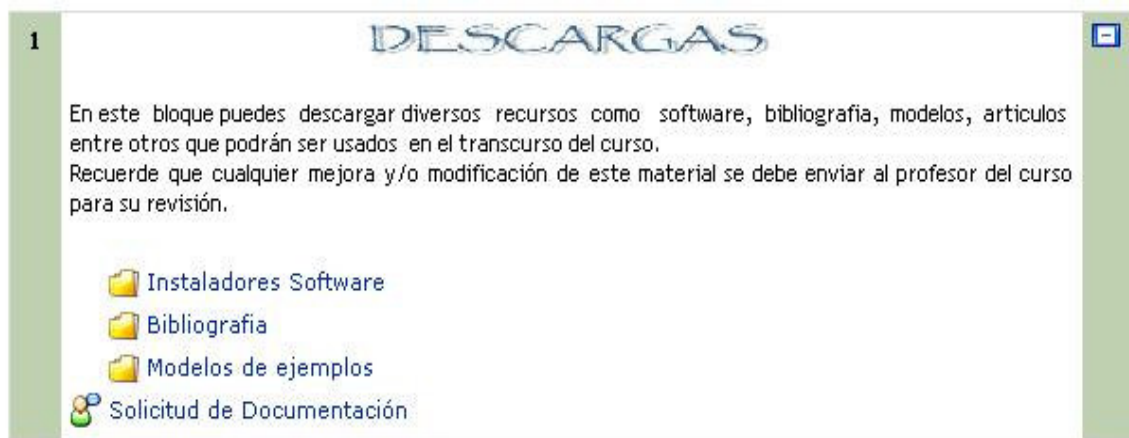 1
DESCARGAS
En este bloque puedes descargar diversos recursos como software, bibliografia, modelos, articulos
entre otros que podrán ser usados en el transcurso del curso.
Recuerde que cualquier mejora y/o modificación de este material se debe enviar al profesor del curso
para su revisión.
Instaladores Software
Bibliografia
Modelos de ejemplos
Solicitud de Documentación